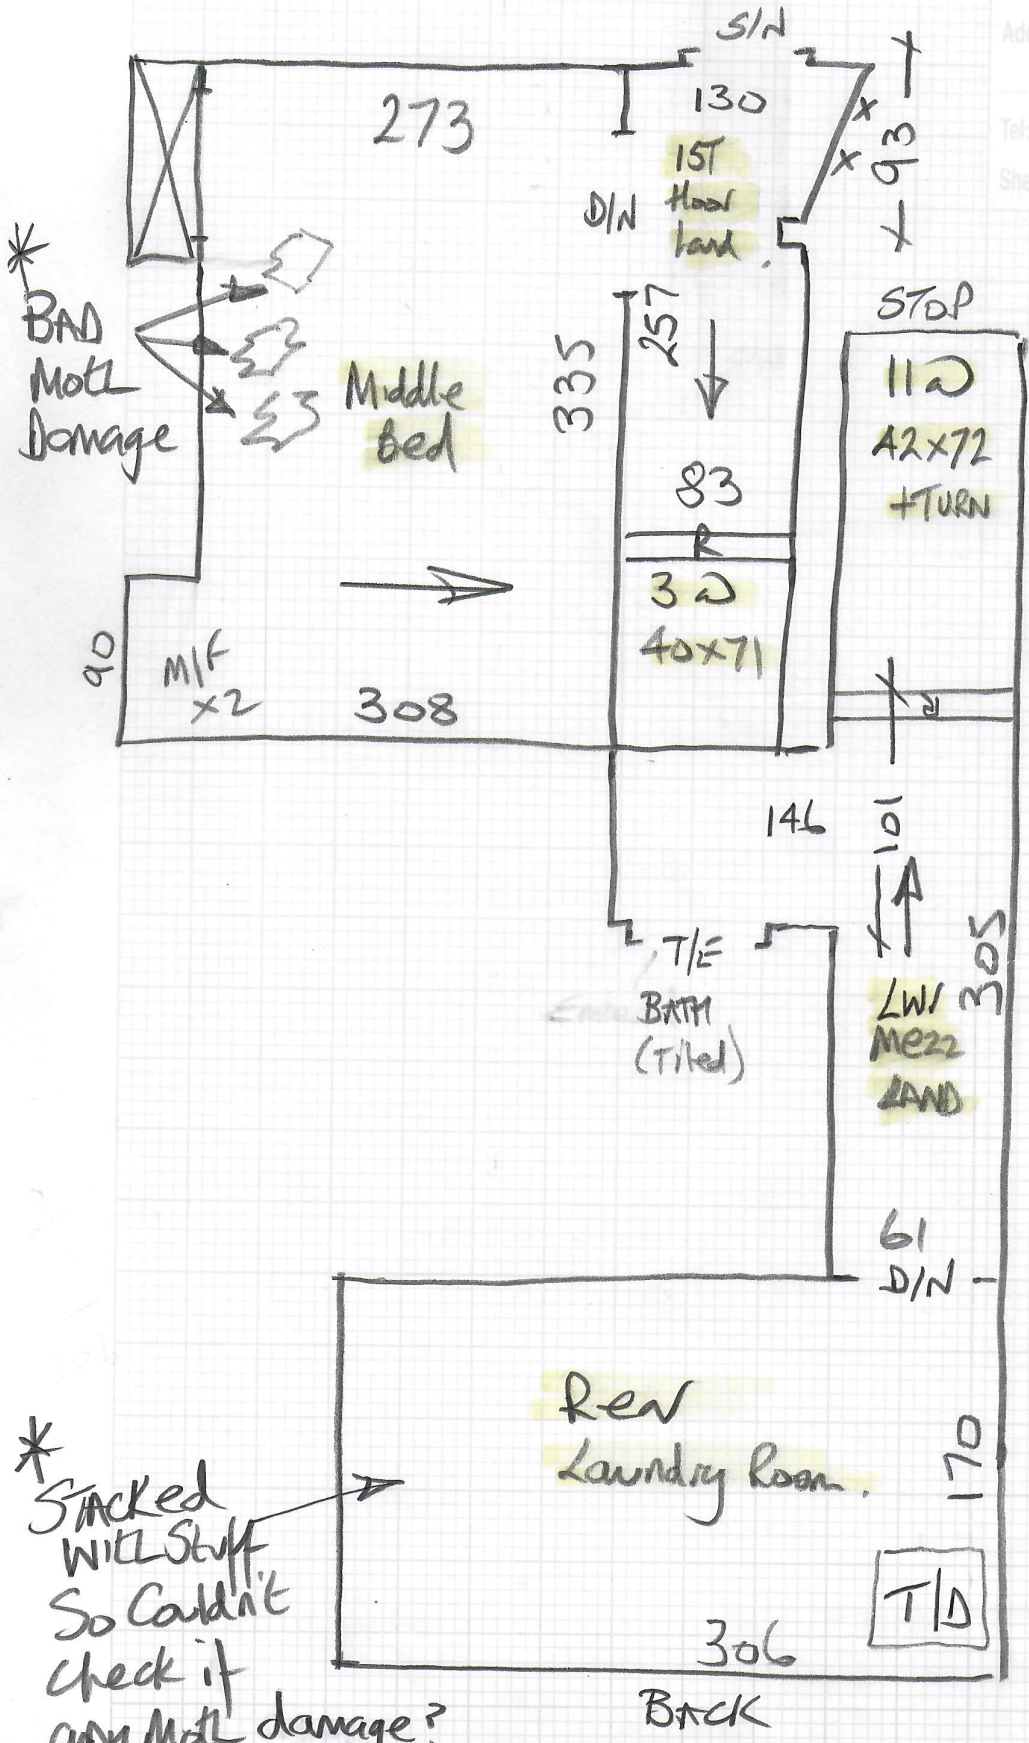 S/N
273
130
93
15T
floor
Land.
D/N
*
BAD
Moth
Damage
Middle
Bed
335
257
STOP
11 @
42x72
+TURN
83
R
3 @
40x71
90
M/F
x2
308
R
146
101
305
T/E
BATH
(Tiled)
LWR
Mezz
LAND
61
D/N
Rear
Laundry Room.
170
*
STACKed
With Stuff
So Couldn't
check if
any Moth damage?
T/D
306
BACK